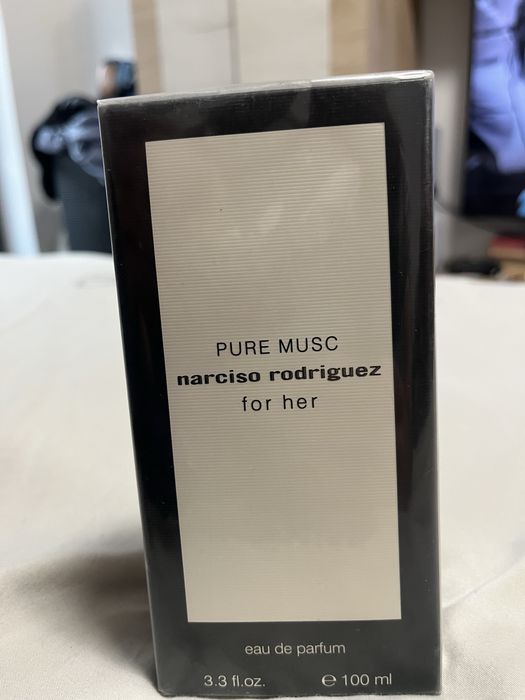 PURE MUSC
narciso rodriguez
for her
eau de parfum
3.3 fl.oz. ℮ 100 ml